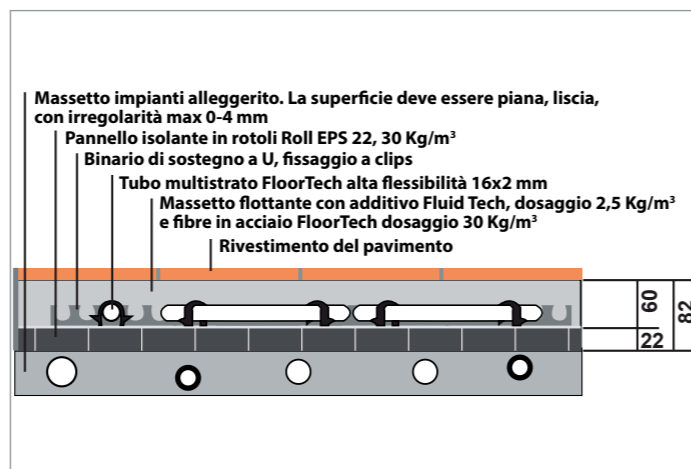 Massetto impianti alleggerito. La superficie deve essere piana, liscia,
con irregolarità max 0-4 mm
Pannello isolante in rotoli Roll EPS 22, 30 Kg/m³
Binario di sostegno a U, fissaggio a clips
Tubo multistrato FloorTech alta flessibilità 16x2 mm
Massetto flottante con additivo Fluid Tech, dosaggio 2,5 Kg/m³
e fibre in acciaio FloorTech dosaggio 30 Kg/m³
Rivestimento del pavimento
60
82
22